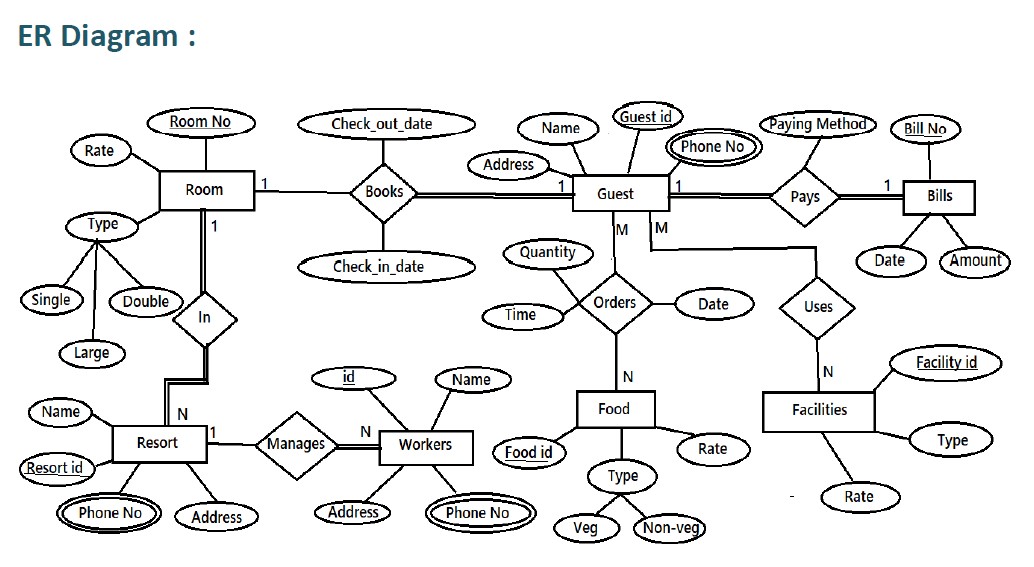 ER Diagram :
Room No
Check_out_date
Name
Guest id
Paying Method
Bill No
Rate
Phone No
Address
Room
1
Books
1
Guest
1
Pays
1
Bills
Type
1
M
M
Quantity
Date
Amount
Check_in_date
Single
Double
In
Time
Orders
Date
Uses
Large
id
Name
N
N
Facility id
Name
N
Food
Facilities
Resort
1
Manages
N
Workers
Type
Resort id
Food id
Rate
Type
Rate
Phone No
Address
Address
Phone No
Veg
Non-veg